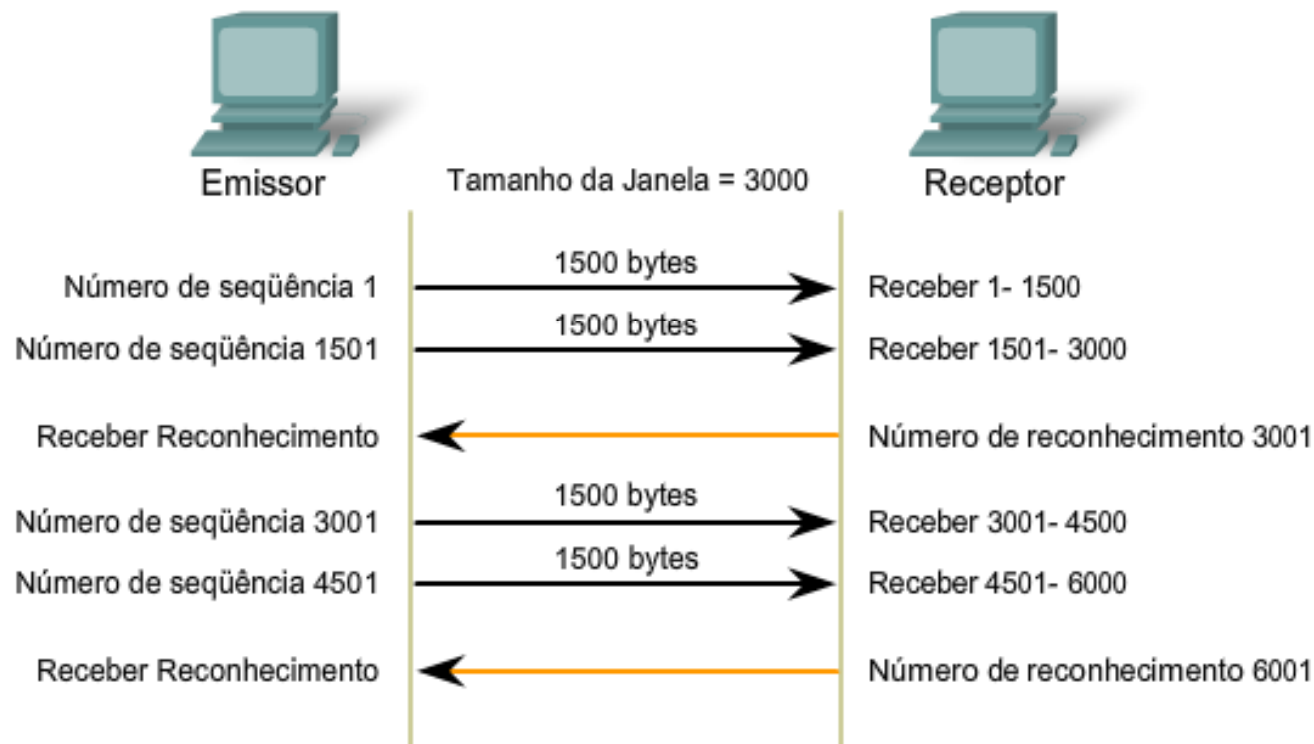 Emissor
Tamanho da Janela = 3000
Receptor
1500 bytes
Número de seqüência 1
Receber 1- 1500
1500 bytes
Número de seqüência 1501
Receber 1501- 3000
Receber Reconhecimento
Número de reconhecimento 3001
1500 bytes
Número de seqüência 3001
Receber 3001- 4500
1500 bytes
Número de seqüência 4501
Receber 4501- 6000
Receber Reconhecimento
Número de reconhecimento 6001